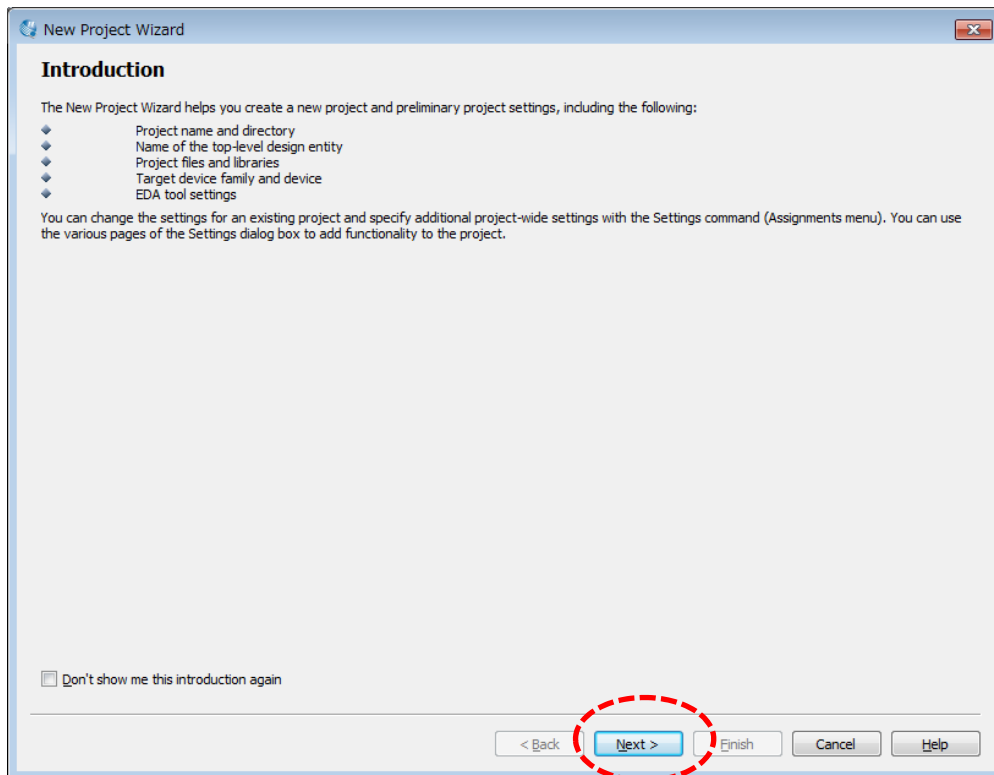 New Project Wizard
Introduction
The New Project Wizard helps you create a new project and preliminary project settings, including the following:
Project name and directory
Name of the top-level design entity
Project files and libraries
Target device family and device
EDA tool settings
You can change the settings for an existing project and specify additional project-wide settings with the Settings command (Assignments menu). You can use
the various pages of the Settings dialog box to add functionality to the project.
Don't show me this introduction again
< Back Next > Finish Cancel Help